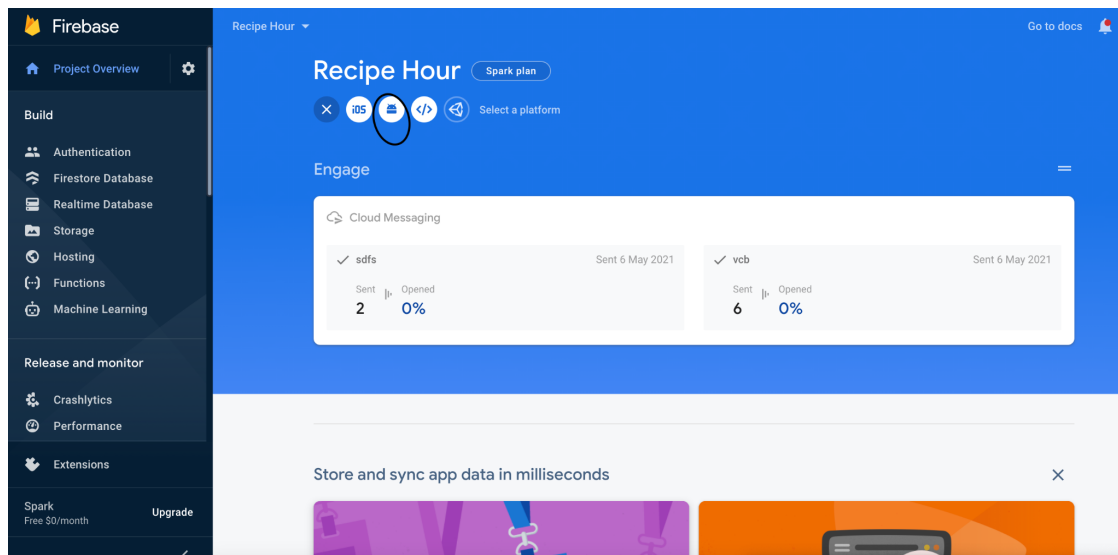 Firebase
Project Overview
Build
Authentication
Firestore Database
Realtime Database
Storage
Hosting
Functions
Machine Learning
Release and monitor
Crashlytics
Performance
Extensions
Spark
Free $0/month
Upgrade
Recipe Hour
Go to docs
Recipe Hour Spark plan
iOS </> Select a platform
Engage
Cloud Messaging
sdfs Sent 6 May 2021
Sent Opened
2 0%
vcb Sent 6 May 2021
Sent Opened
6 0%
Store and sync app data in milliseconds